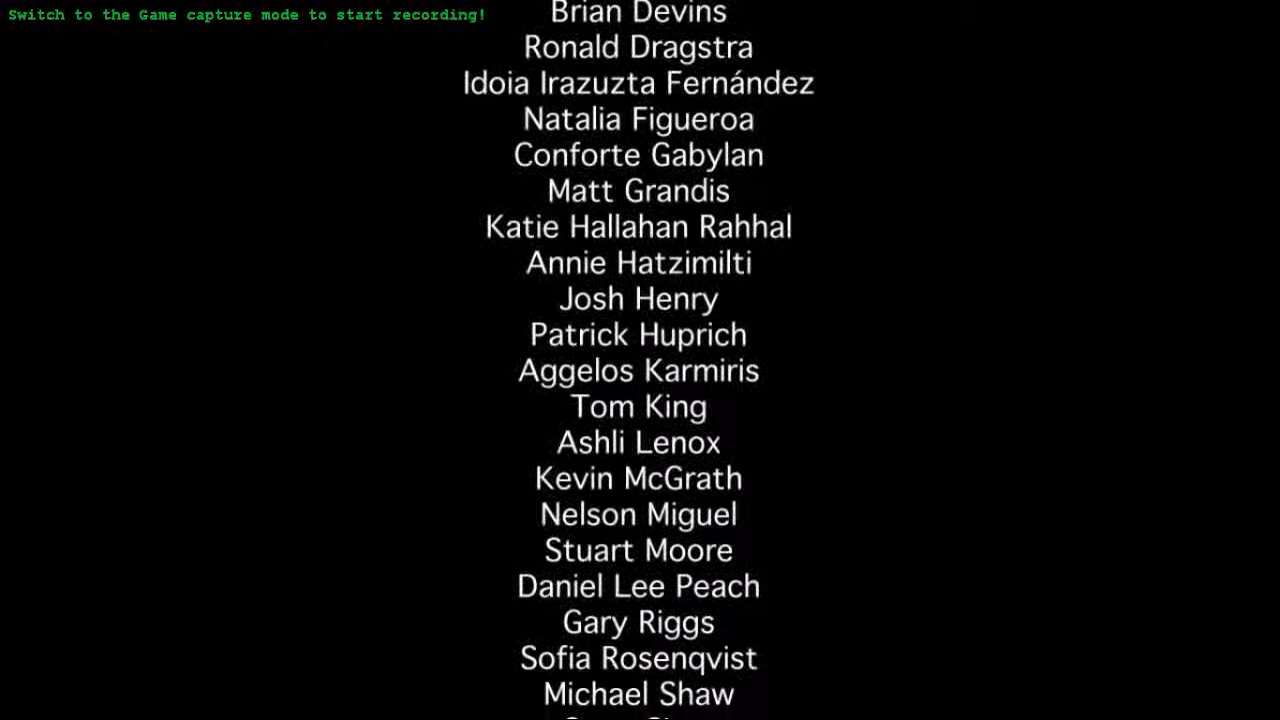 Switch to the Game capture mode to start recording!
Brian Devins
Ronald Dragstra
Idoia Irazuzta Fernández
Natalia Figueroa
Conforte Gabylan
Matt Grandis
Katie Hallahan Rahhal
Annie Hatzimilti
Josh Henry
Patrick Huprich
Aggelos Karmiris
Tom King
Ashli Lenox
Kevin McGrath
Nelson Miguel
Stuart Moore
Daniel Lee Peach
Gary Riggs
Sofia Rosenqvist
Michael Shaw